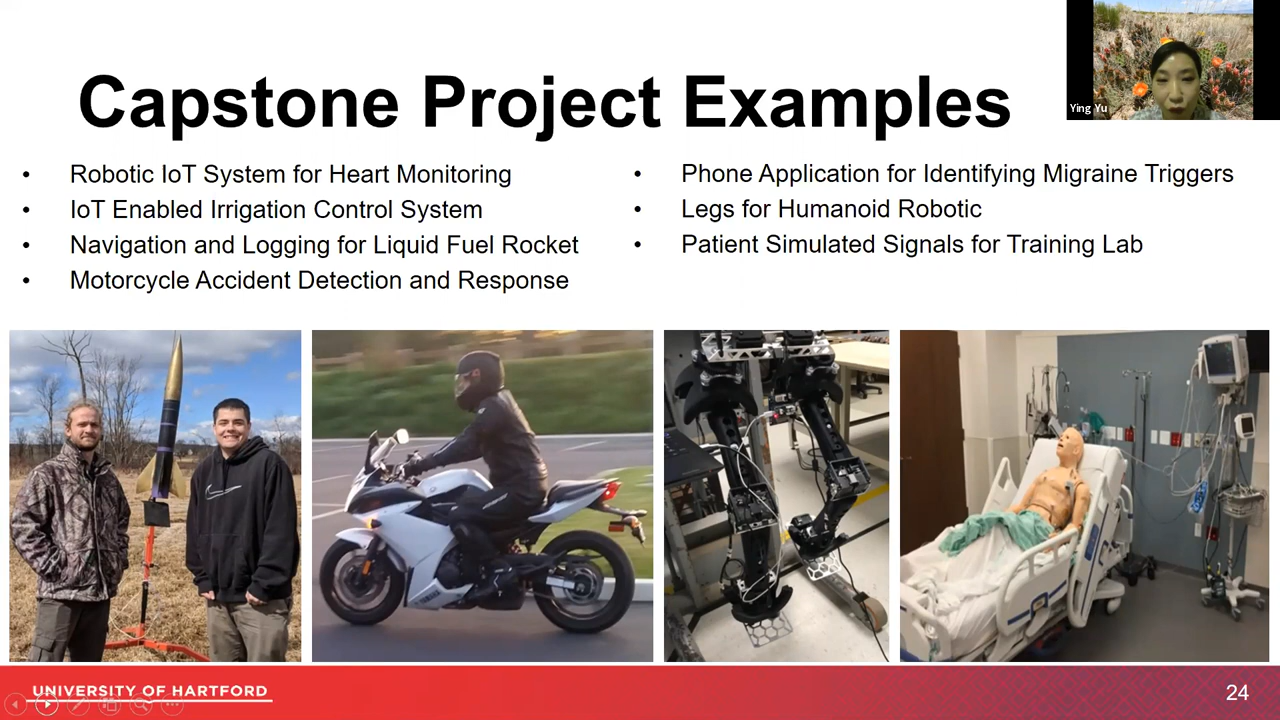 Capstone Project Examples
Ying Yu
• Robotic IoT System for Heart Monitoring
• IoT Enabled Irrigation Control System
• Navigation and Logging for Liquid Fuel Rocket
• Motorcycle Accident Detection and Response
• Phone Application for Identifying Migraine Triggers
• Legs for Humanoid Robotic
• Patient Simulated Signals for Training Lab
UNIVERSITY OF HARTFORD
24